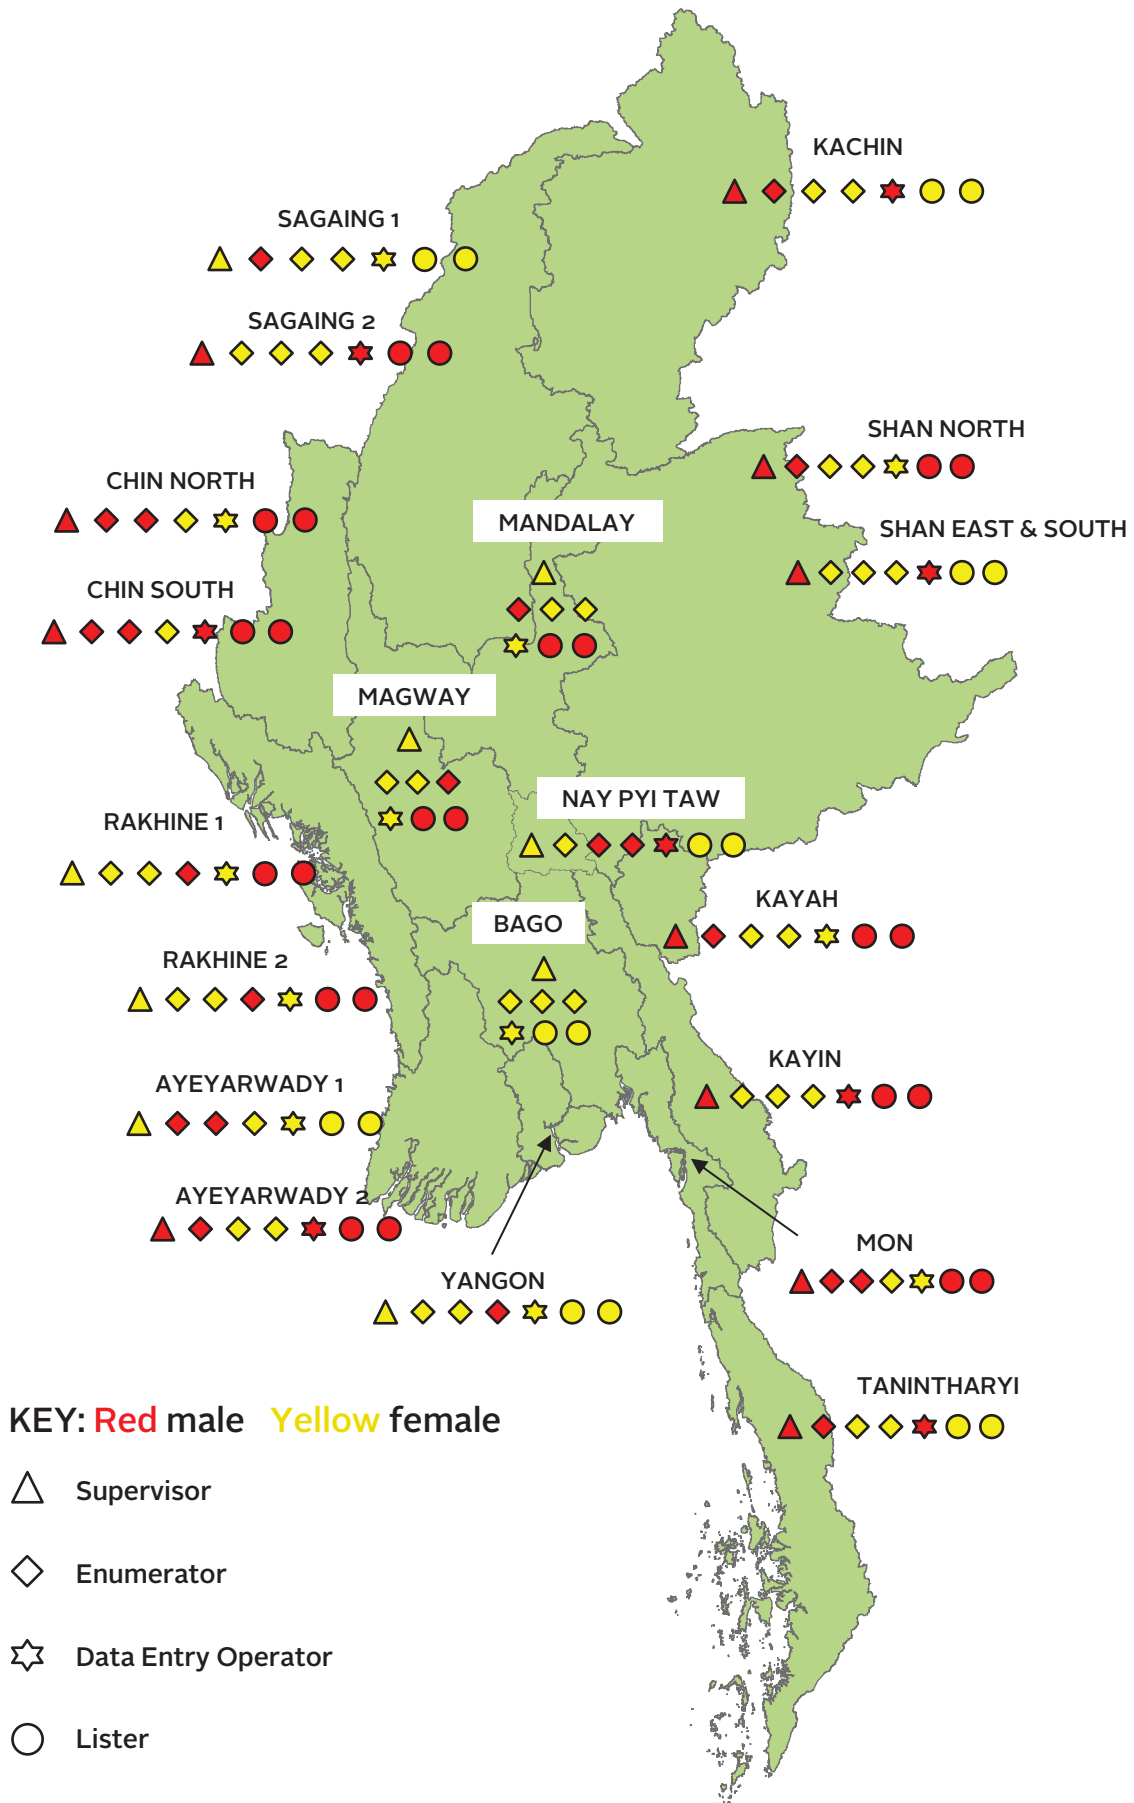 KACHIN
SAGAING 1
SAGAING 2
SHAN NORTH
CHIN NORTH
MANDALAY
SHAN EAST & SOUTH
CHIN SOUTH
MAGWAY
NAY PYI TAW
RAKHINE 1
KAYAH
BAGO
RAKHINE 2
KAYIN
AYEYARWADY 1
AYEYARWADY 2
MON
YANGON
TANINTHARYI
KEY: Red male Yellow female
Supervisor
Enumerator
Data Entry Operator
Lister